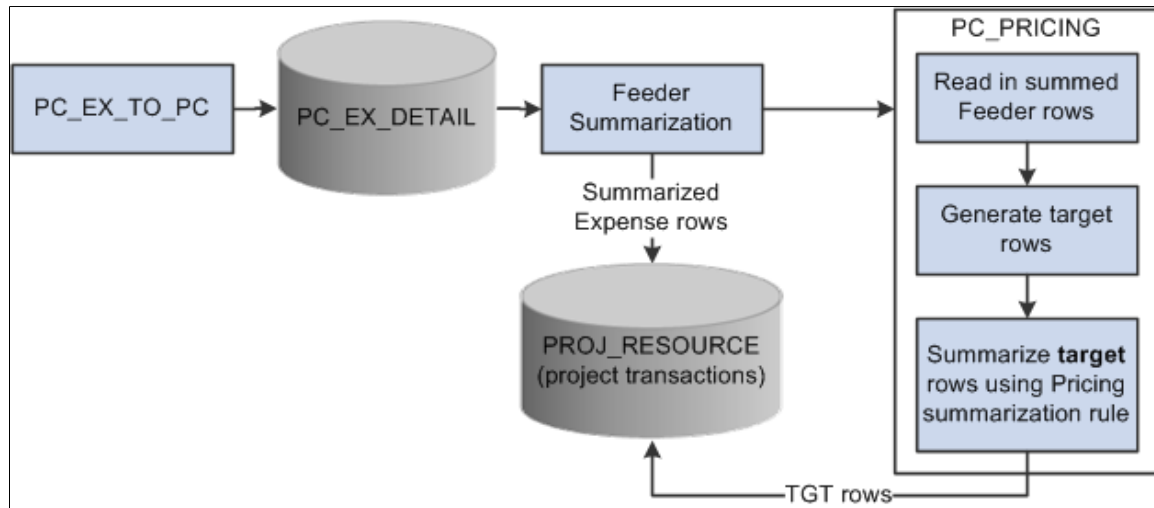 PC_PRICING
PC_EX_TO_PC
PC_EX_DETAIL
Feeder
Summarization
Read in summed
Feeder rows
Summarized
Expense rows
Generate target
rows
PROJ_RESOURCE
(project transactions)
Summarize target
rows using Pricing
summarization rule
TGT rows